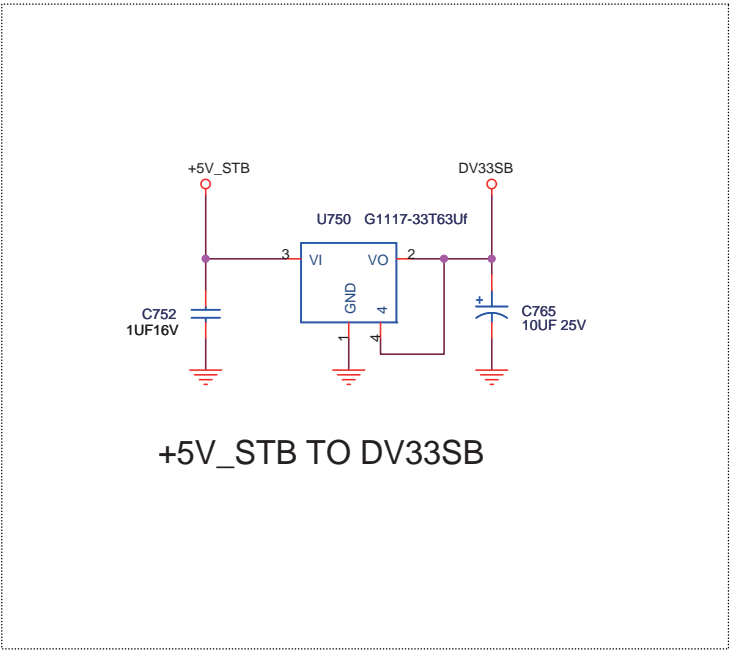 +5V_STB
DV33SB
U750 G1117-33T63Uf
3
VI
VO
2
GND
4
1
4
C752
1UF16V
+
C765
10UF 25V
+5V_STB TO DV33SB